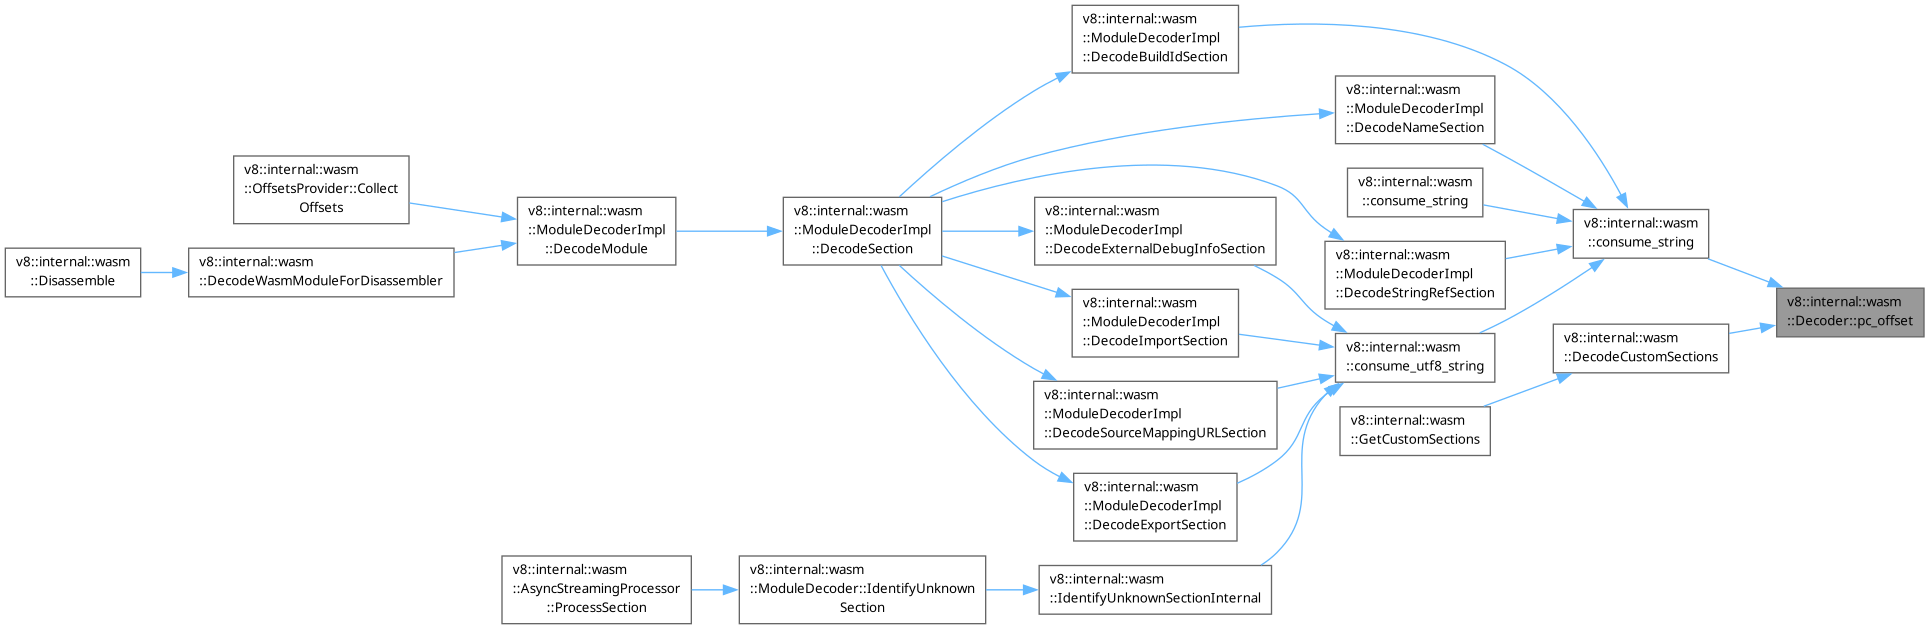 v8::internal::wasm
::ModuleDecoderImpl
::DecodeBuildIdSection
v8::internal::wasm
::ModuleDecoderImpl
::DecodeNameSection
v8::internal::wasm
::OffsetsProvider::Collect
Offsets
v8::internal::wasm
::consume_string
v8::internal::wasm
::ModuleDecoderImpl
::DecodeModule
v8::internal::wasm
::ModuleDecoderImpl
::DecodeSection
v8::internal::wasm
::ModuleDecoderImpl
::DecodeExternalDebugInfoSection
v8::internal::wasm
::consume_string
v8::internal::wasm
::Disassemble
v8::internal::wasm
::DecodeWasmModuleForDisassembler
v8::internal::wasm
::ModuleDecoderImpl
::DecodeStringRefSection
v8::internal::wasm
::Decoder::pc_offset
v8::internal::wasm
::ModuleDecoderImpl
::DecodeImportSection
v8::internal::wasm
::consume_utf8_string
v8::internal::wasm
::DecodeCustomSections
v8::internal::wasm
::ModuleDecoderImpl
::DecodeSourceMappingURLSection
v8::internal::wasm
::GetCustomSections
v8::internal::wasm
::ModuleDecoderImpl
::DecodeExportSection
v8::internal::wasm
::AsyncStreamingProcessor
::ProcessSection
v8::internal::wasm
::ModuleDecoder::IdentifyUnknown
Section
v8::internal::wasm
::IdentifyUnknownSectionInternal